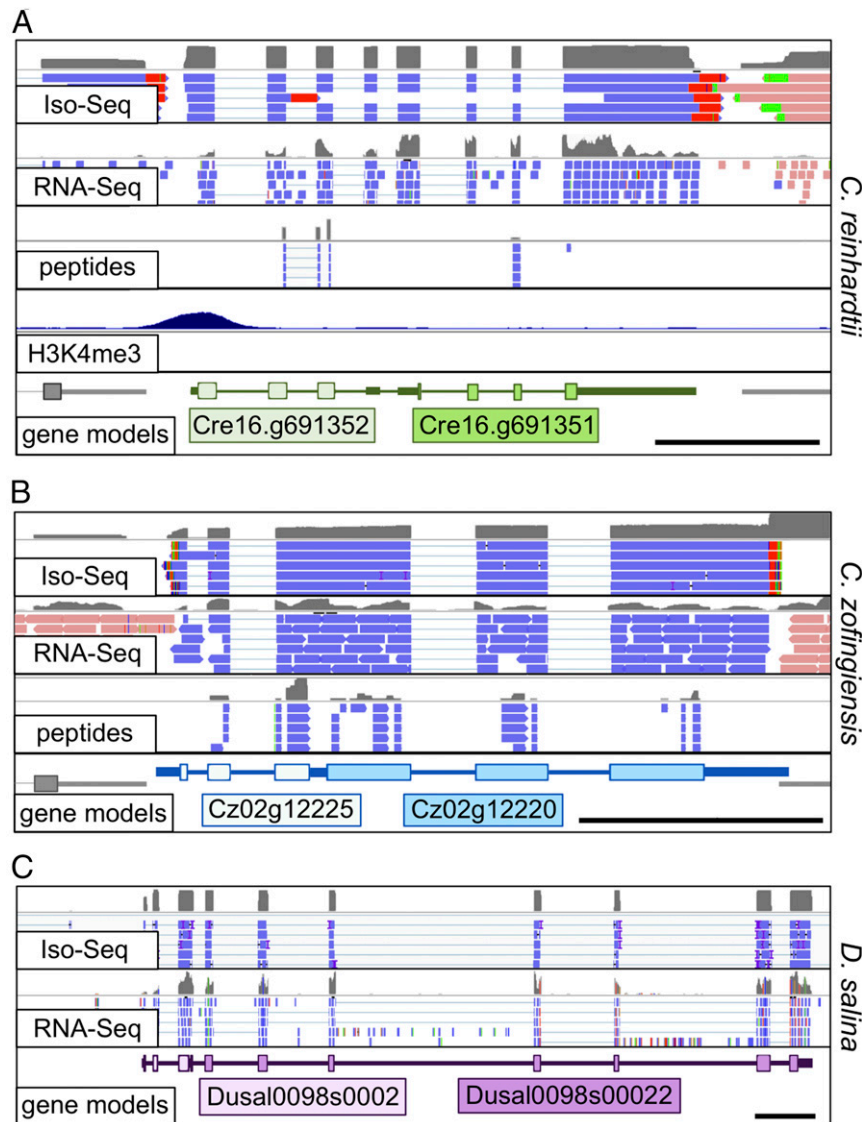 A
Iso-Seq
RNA-Seq
peptides
H3K4me3
gene models
Cre16.g691352
Cre16.g691351
C. reinhardtii
B
Iso-Seq
RNA-Seq
peptides
gene models
Cz02g12225
Cz02g12220
C. zofingiensis
C
Iso-Seq
RNA-Seq
gene models
Dusal0098s0002
Dusal0098s00022
D. salina